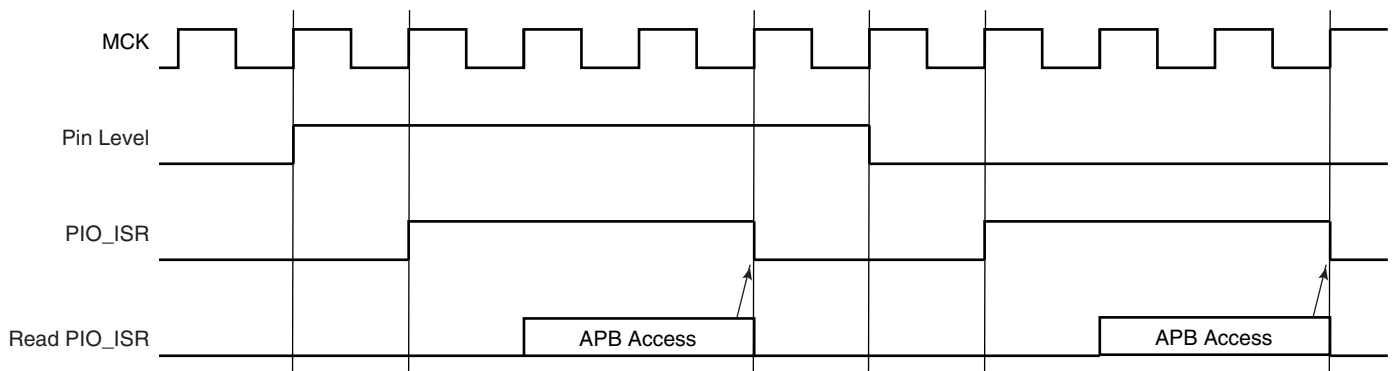 MCK
Pin Level
PIO_ISR
Read PIO_ISR
APB Access
APB Access